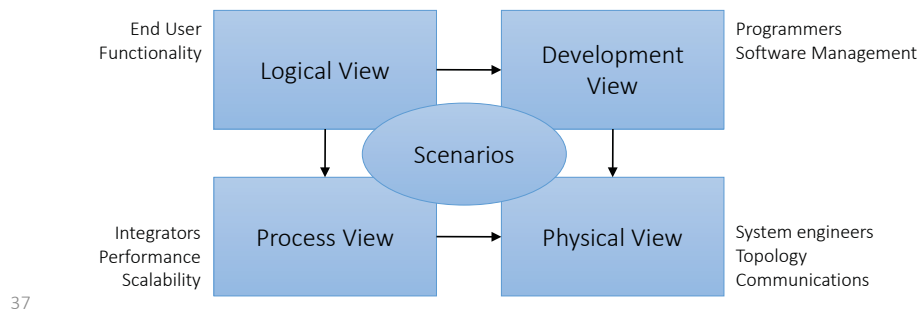 End User
Functionality
Logical View
Development
View
Programmers
Software Management
Scenarios
Integrators
Performance
Scalability
Process View
Physical View
System engineers
Topology
Communications
37